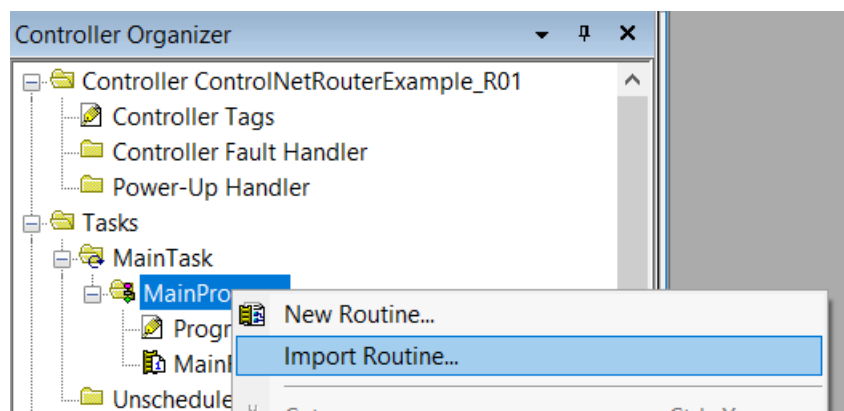 Controller Organizer
Controller ControlNetRouterExample_R01
Controller Tags
Controller Fault Handler
Power-Up Handler
Tasks
MainTask
MainPro
New Routine...
Progr
Import Routine...
Main
Unschedule